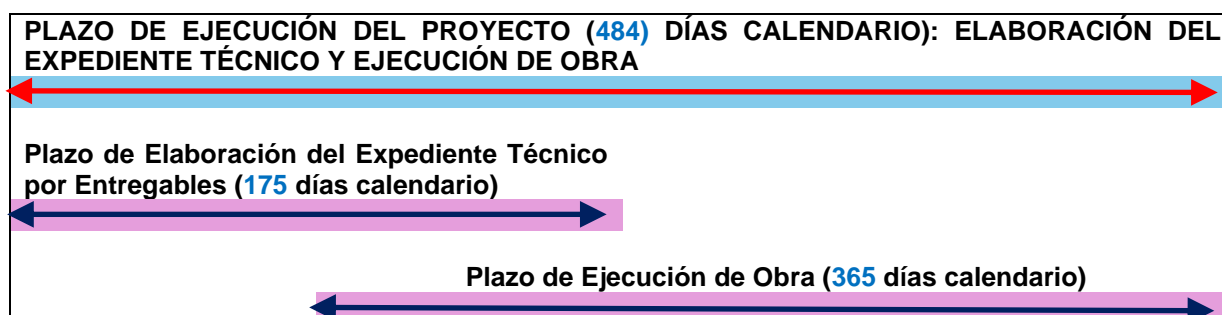 PLAZO DE EJECUCIÓN DEL PROYECTO (484) DÍAS CALENDARIO): ELABORACIÓN DEL
EXPEDIENTE TÉCNICO Y EJECUCIÓN DE OBRA
Plazo de Elaboración del Expediente Técnico
por Entregables (175 días calendario)
Plazo de Ejecución de Obra (365 días calendario)